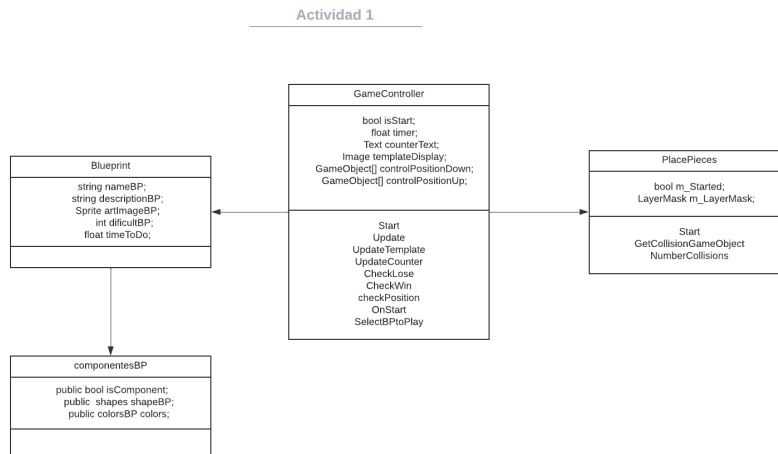 Actividad 1
GameController
bool isStart;
float timer;
Text counterText;
Image templateDisplay;
GameObject[] controlPositionDown;
GameObject[] controlPositionUp;
Start
Update
UpdateTemplate
UpdateCounter
CheckLose
CheckWin
checkPosition
OnStart
SelectBPtoPlay
Blueprint
string nameBP;
string descriptionBP;
Sprite artImageBP;
int dificultBP;
float timeToDo;
PlacePieces
bool m_Started;
LayerMask m_LayerMask;
Start
GetCollisionGameObject
NumberCollisions
componentesBP
public bool isComponent;
public shapes shapeBP;
public colorsBP colors;